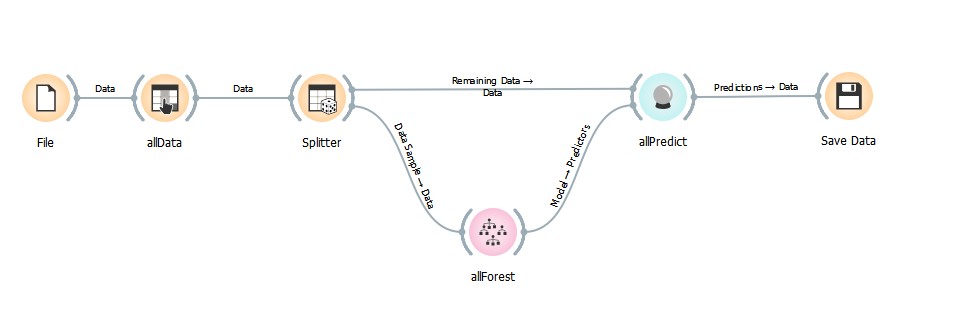 Data
Data
Remaining Data →
Data
Predictions → Data
File
allData
Splitter
allPredict
Save Data
Data Sample → Data
Model → Predictors
allForest